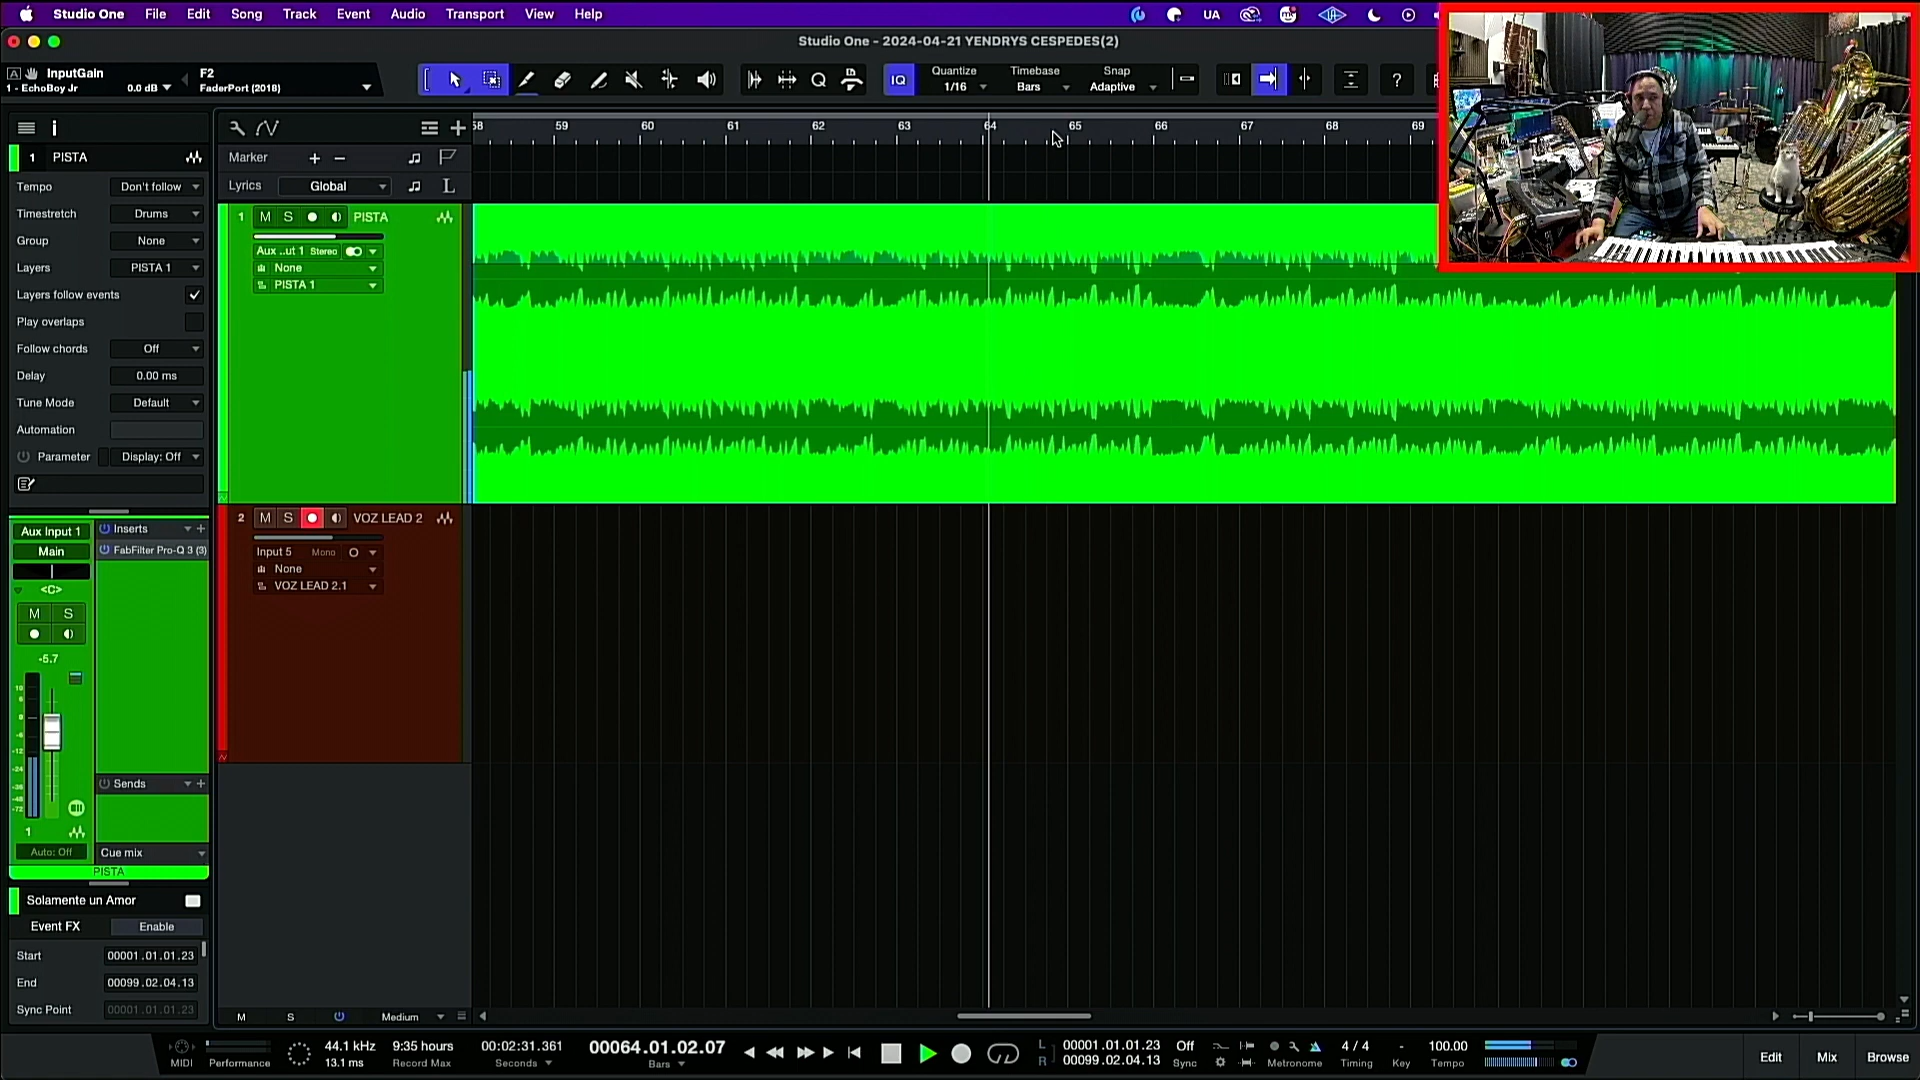 Studio One File Edit Song Track Event Audio Transport View Help
UA
Studio One - 2024-04-21 YENDRYS CESPEDES(2)
A InputGain
1 - EchoBoy Jr 0.0 dB
F2
FaderPort (2018)
IQ
Quantize
1/16
Timebase
Bars
Snap
Adaptive
?
1 PISTA
Tempo Don't follow
Timestretch Drums
Group None
Layers PISTA 1
Layers follow events
Play overlaps
Follow chords Off
Delay 0.00 ms
Tune Mode Default
Automation
Parameter Display: Off
Marker + −
Lyrics Global L
58 59 60 61 62 63 64 65 66 67 68 69
1 M S PISTA
Aux ..ut 1 Stereo
None
PISTA 1
2 M S VOZ LEAD 2
Input 5 Mono
None
VOZ LEAD 2.1
Aux Input 1
Main
<C>
M S
-5.7
1
Auto: Off
PISTA
Inserts
FabFilter Pro-Q 3 (3)
Sends
Cue mix
Solamente un Amor
Event FX Enable
Start 00001.01.01.23
End 00099.02.04.13
Sync Point 00001.01.01.23
M S Medium
MIDI
Performance
44.1 kHz
13.1 ms
9:35 hours
Record Max
00:02:31.361
Seconds
00064.01.02.07
Bars
L 00001.01.01.23
R 00099.02.04.13
Off
Sync
Metronome
4 / 4
Timing
-
Key
100.00
Tempo
Edit Mix Browse